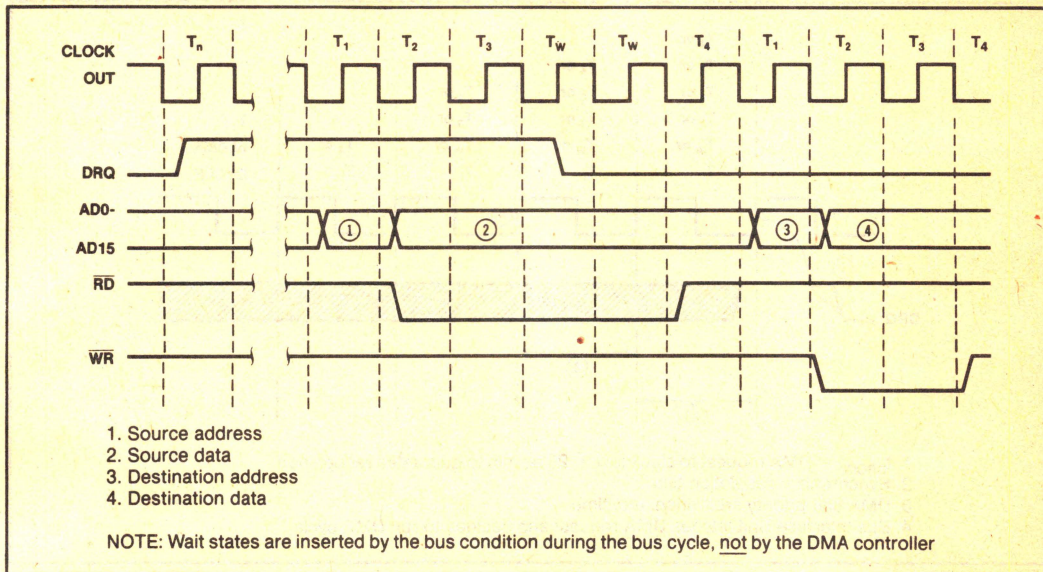 Tn T1 T2 T3 TW TW T4 T1 T2 T3 T4
CLOCK
OUT
DRQ
AD0-
AD15
① ② ③ ④
RD
WR
1. Source address
2. Source data
3. Destination address
4. Destination data
NOTE: Wait states are inserted by the bus condition during the bus cycle, not by the DMA controller